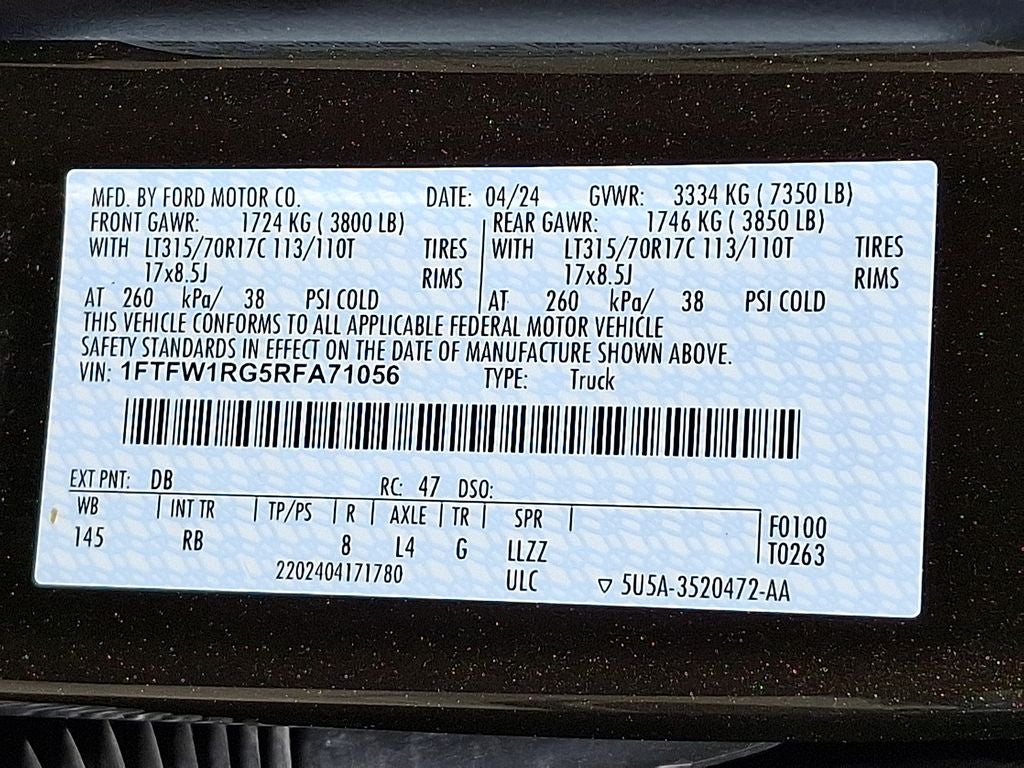 MFD. BY FORD MOTOR CO. DATE: 04/24 GVWR: 3334 KG ( 7350 LB)
FRONT GAWR: 1724 KG ( 3800 LB) REAR GAWR: 1746 KG ( 3850 LB)
WITH LT315/70R17C 113/110T TIRES WITH LT315/70R17C 113/110T TIRES
17x8.5J RIMS 17x8.5J RIMS
AT 260 kPa/ 38 PSI COLD AT 260 kPa/ 38 PSI COLD
THIS VEHICLE CONFORMS TO ALL APPLICABLE FEDERAL MOTOR VEHICLE
SAFETY STANDARDS IN EFFECT ON THE DATE OF MANUFACTURE SHOWN ABOVE.
VIN: 1FTFW1RG5RFA71056 TYPE: Truck
EXT PNT: DB RC: 47 DSO:
WB INT TR TP/PS R AXLE TR SPR F0100
145 RB 8 L4 G LLZZ T0263
2202404171780 ULC ▽ 5U5A-3520472-AA